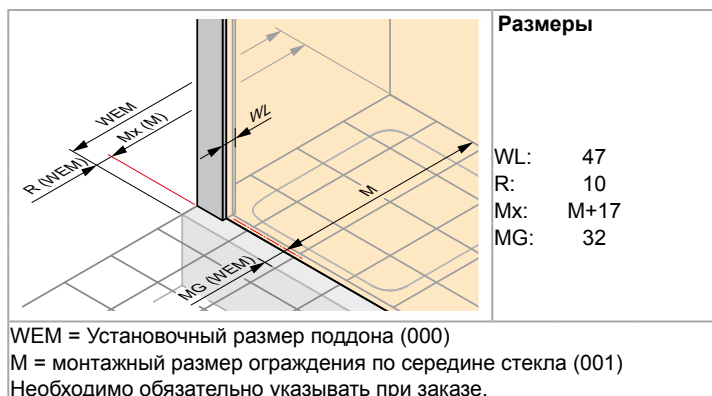 Размеры
WEM
Mx (M)
R (WEM)
WL
M
MG (WEM)
WL: 47
R: 10
Mx: M+17
MG: 32
WEM = Установочный размер поддона (000)
M = монтажный размер ограждения по середине стекла (001)
Необходимо обязательно указывать при заказе.